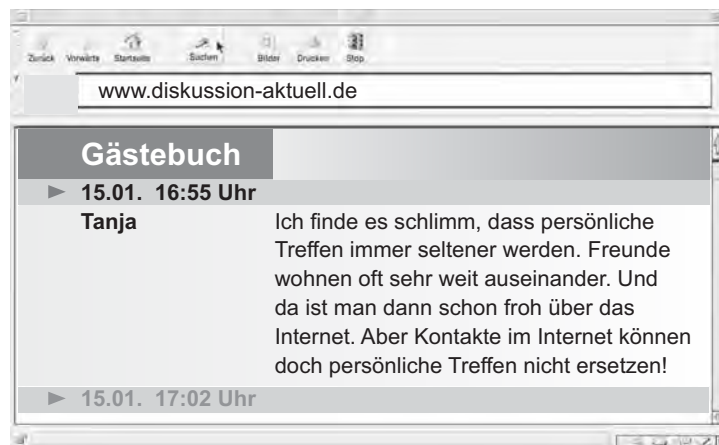 Zurück Vorwärts Startseite Suchen Bilder Drucken Stop
www.diskussion-aktuell.de
Gästebuch
15.01. 16:55 Uhr
Tanja Ich finde es schlimm, dass persönliche
Treffen immer seltener werden. Freunde
wohnen oft sehr weit auseinander. Und
da ist man dann schon froh über das
Internet. Aber Kontakte im Internet können
doch persönliche Treffen nicht ersetzen!
15.01. 17:02 Uhr